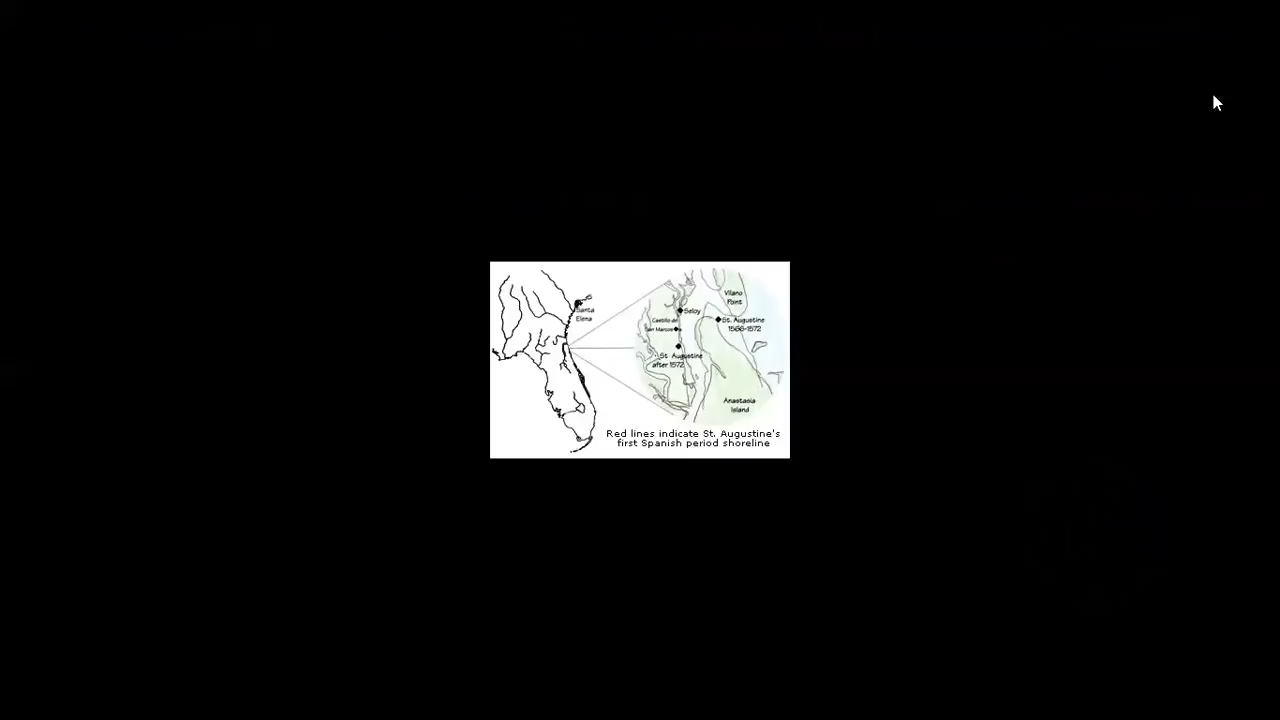 Santa
Elena
Vilano
Point
Seloy
Castillo de
San Marcos
St. Augustine
1566-1572
St. Augustine
after 1572
Anastasia
Island
Red lines indicate St. Augustine's
first Spanish period shoreline